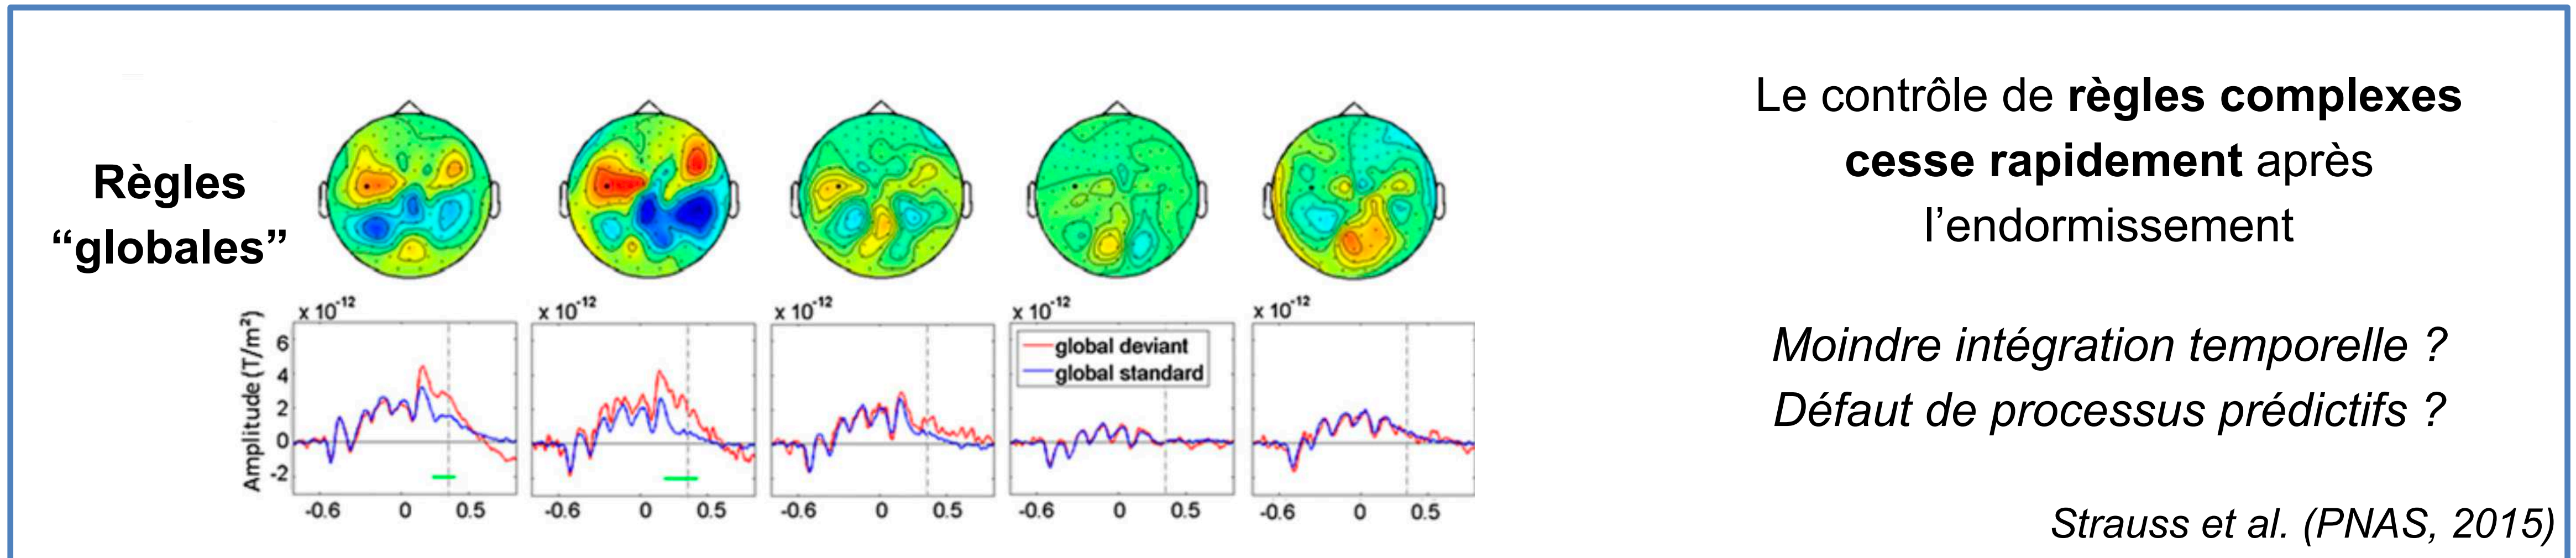 Règles
“globales”
Le contrôle de règles complexes
cesse rapidement après
l’endormissement
Moindre intégration temporelle ?
Défaut de processus prédictifs ?
Strauss et al. (PNAS, 2015)
x 10-12
x 10-12
x 10-12
x 10-12
x 10-12
Amplitude (T/m²)
6
4
2
0
-2
global deviant
global standard
-0.6 0 0.5
-0.6 0 0.5
-0.6 0 0.5
-0.6 0 0.5
-0.6 0 0.5